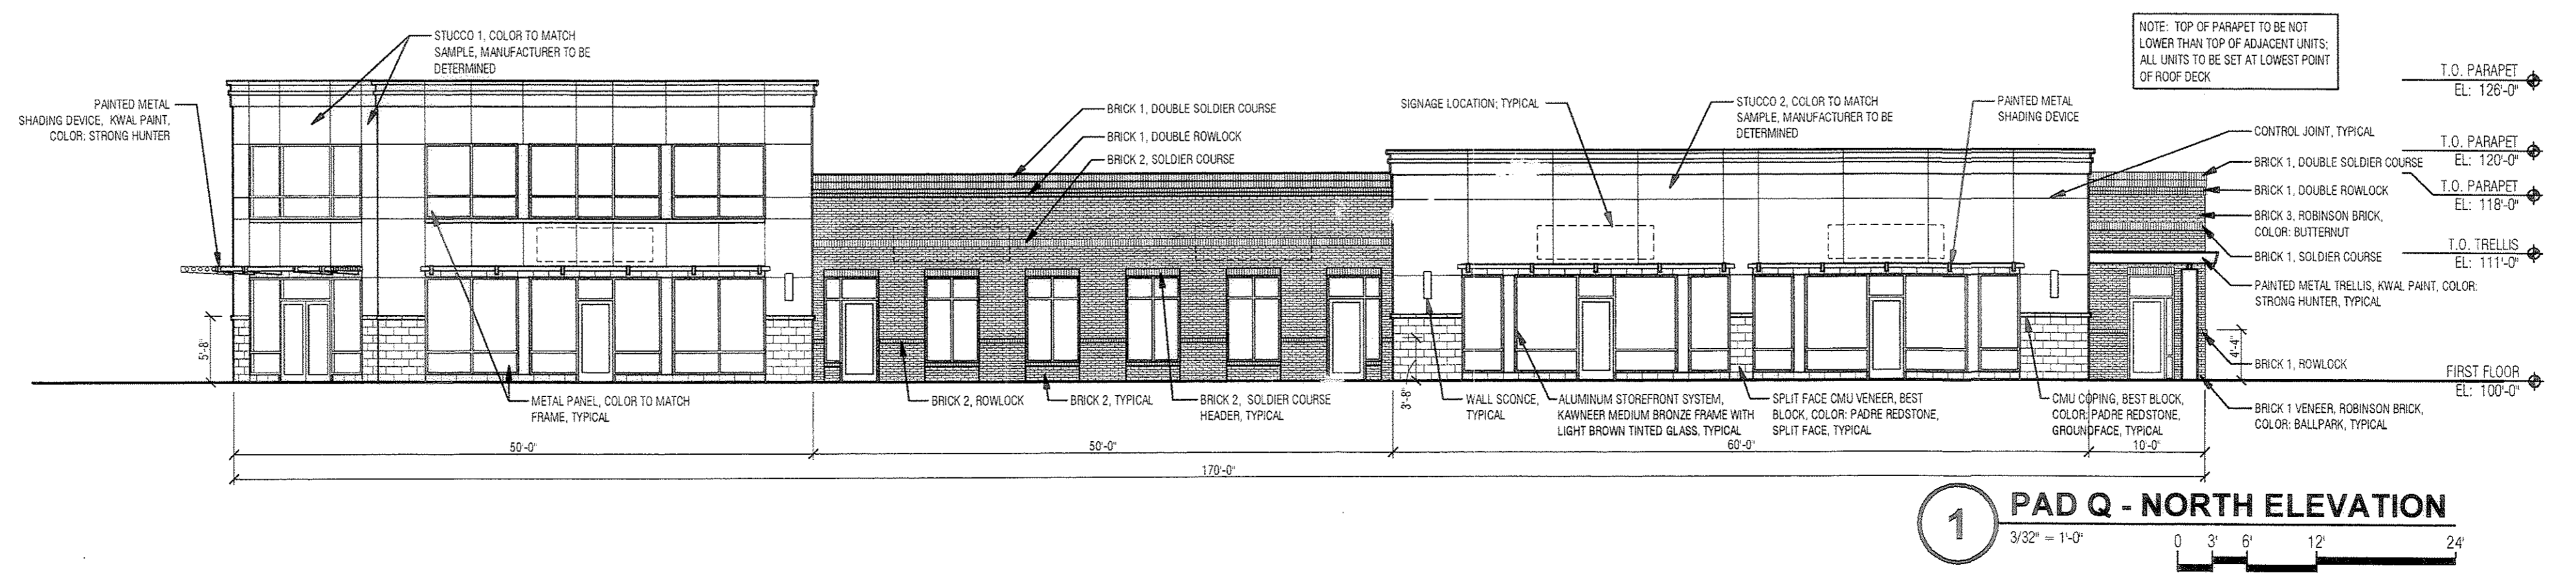 NOTE: TOP OF PARAPET TO BE NOT
LOWER THAN TOP OF ADJACENT UNITS;
ALL UNITS TO BE SET AT LOWEST POINT
OF ROOF DECK
STUCCO 1, COLOR TO MATCH
SAMPLE, MANUFACTURER TO BE
DETERMINED
PAINTED METAL
SHADING DEVICE, KWAL PAINT,
COLOR: STRONG HUNTER
BRICK 1, DOUBLE SOLDIER COURSE
BRICK 1, DOUBLE ROWLOCK
BRICK 2, SOLDIER COURSE
SIGNAGE LOCATION; TYPICAL
STUCCO 2, COLOR TO MATCH
SAMPLE, MANUFACTURER TO BE
DETERMINED
PAINTED METAL
SHADING DEVICE
T.O. PARAPET
EL: 126'-0"
CONTROL JOINT, TYPICAL
T.O. PARAPET
EL: 120'-0"
BRICK 1, DOUBLE SOLDIER COURSE
T.O. PARAPET
EL: 118'-0"
BRICK 1, DOUBLE ROWLOCK
BRICK 3, ROBINSON BRICK,
COLOR: BUTTERNUT
T.O. TRELLIS
EL: 111'-0"
BRICK 1, SOLDIER COURSE
PAINTED METAL TRELLIS, KWAL PAINT, COLOR:
STRONG HUNTER, TYPICAL
5'-8"
4'-4"
3'-8"
BRICK 1, ROWLOCK
FIRST FLOOR
EL: 100'-0"
BRICK 1 VENEER, ROBINSON BRICK,
COLOR: BALLPARK, TYPICAL
METAL PANEL, COLOR TO MATCH
FRAME, TYPICAL
BRICK 2, ROWLOCK
BRICK 2, TYPICAL
BRICK 2, SOLDIER COURSE
HEADER, TYPICAL
WALL SCONCE,
TYPICAL
ALUMINUM STOREFRONT SYSTEM,
KAWNEER MEDIUM BRONZE FRAME WITH
LIGHT BROWN TINTED GLASS, TYPICAL
SPLIT FACE CMU VENEER, BEST
BLOCK, COLOR: PADRE REDSTONE,
SPLIT FACE, TYPICAL
CMU COPING, BEST BLOCK,
COLOR: PADRE REDSTONE,
GROUNDFACE, TYPICAL
50'-0"
50'-0"
60'-0"
10'-0"
170'-0"
1
PAD Q - NORTH ELEVATION
3/32" = 1'-0"
0 3' 6' 12' 24'